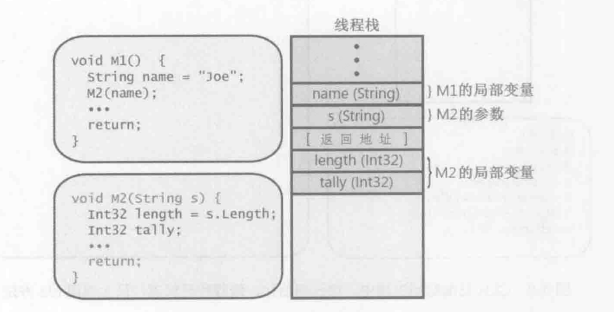 线程栈
void M1() {
String name = "Joe";
M2(name);
•••
return;
}
name (String)
}M1的局部变量
s (String)
}M2的参数
[ 返回地址 ]
length (Int32)
tally (Int32)
}M2的局部变量
void M2(String s) {
Int32 length = s.Length;
Int32 tally;
•••
return;
}